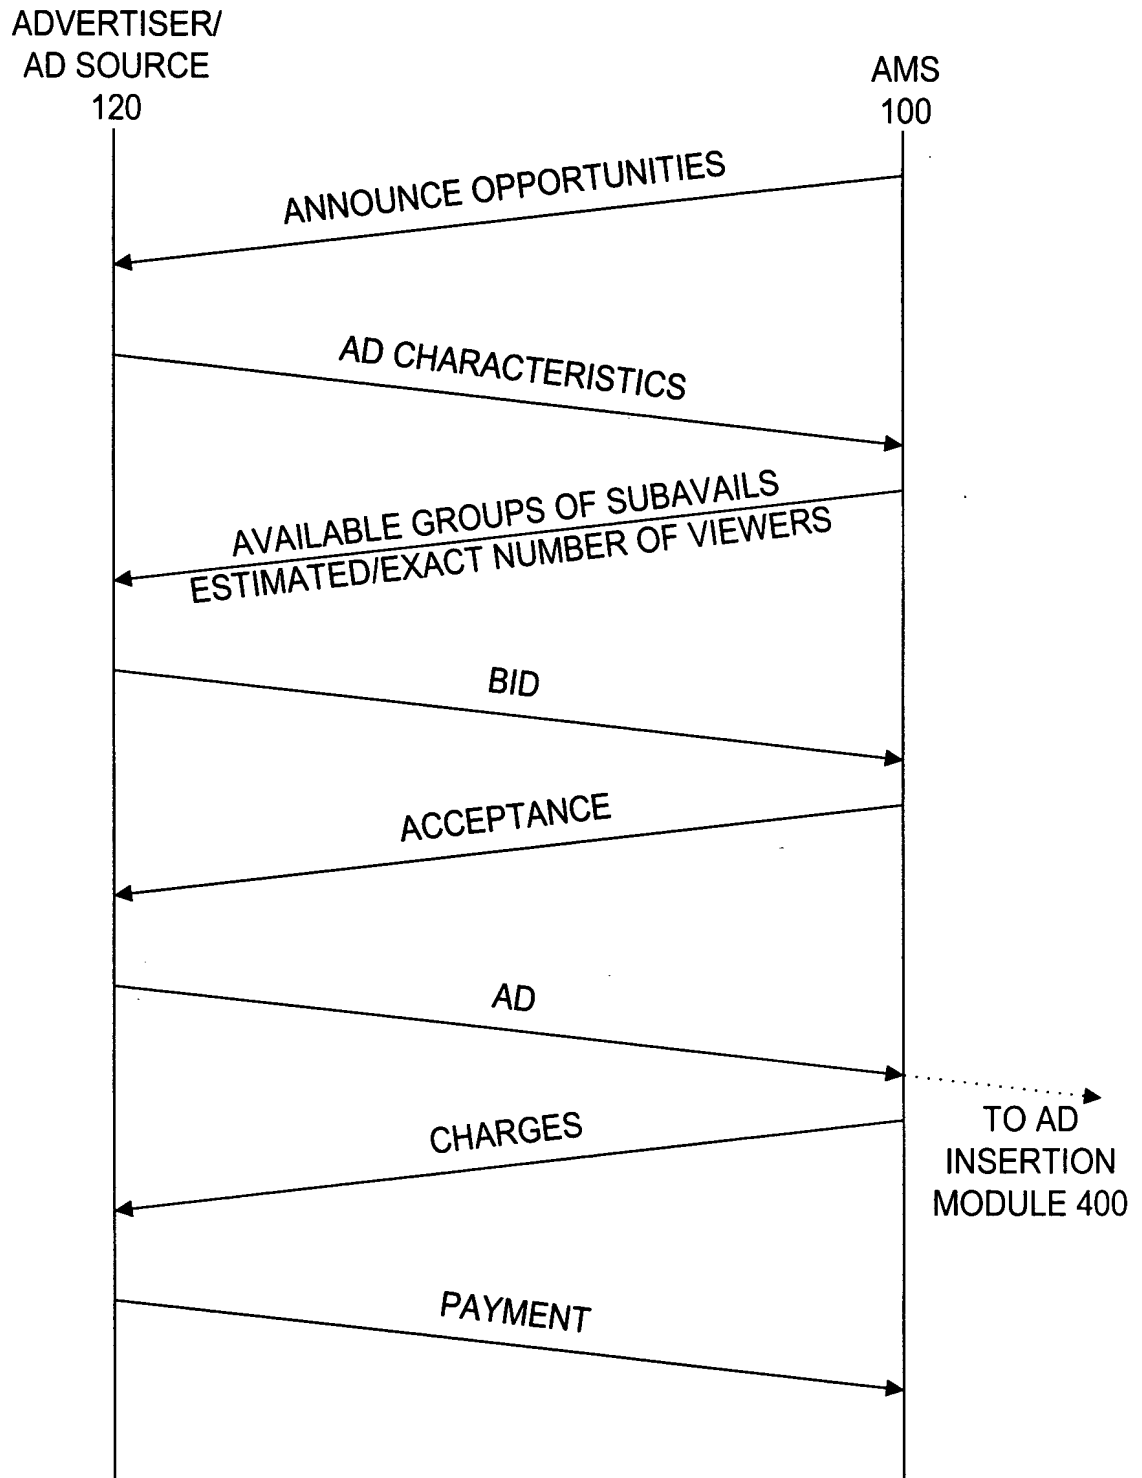 ADVERTISER/
AD SOURCE
120
AMS
100
ANNOUNCE OPPORTUNITIES
AD CHARACTERISTICS
AVAILABLE GROUPS OF SUBAVAILS
ESTIMATED/EXACT NUMBER OF VIEWERS
BID
ACCEPTANCE
AD
TO AD
INSERTION
MODULE 400
CHARGES
PAYMENT